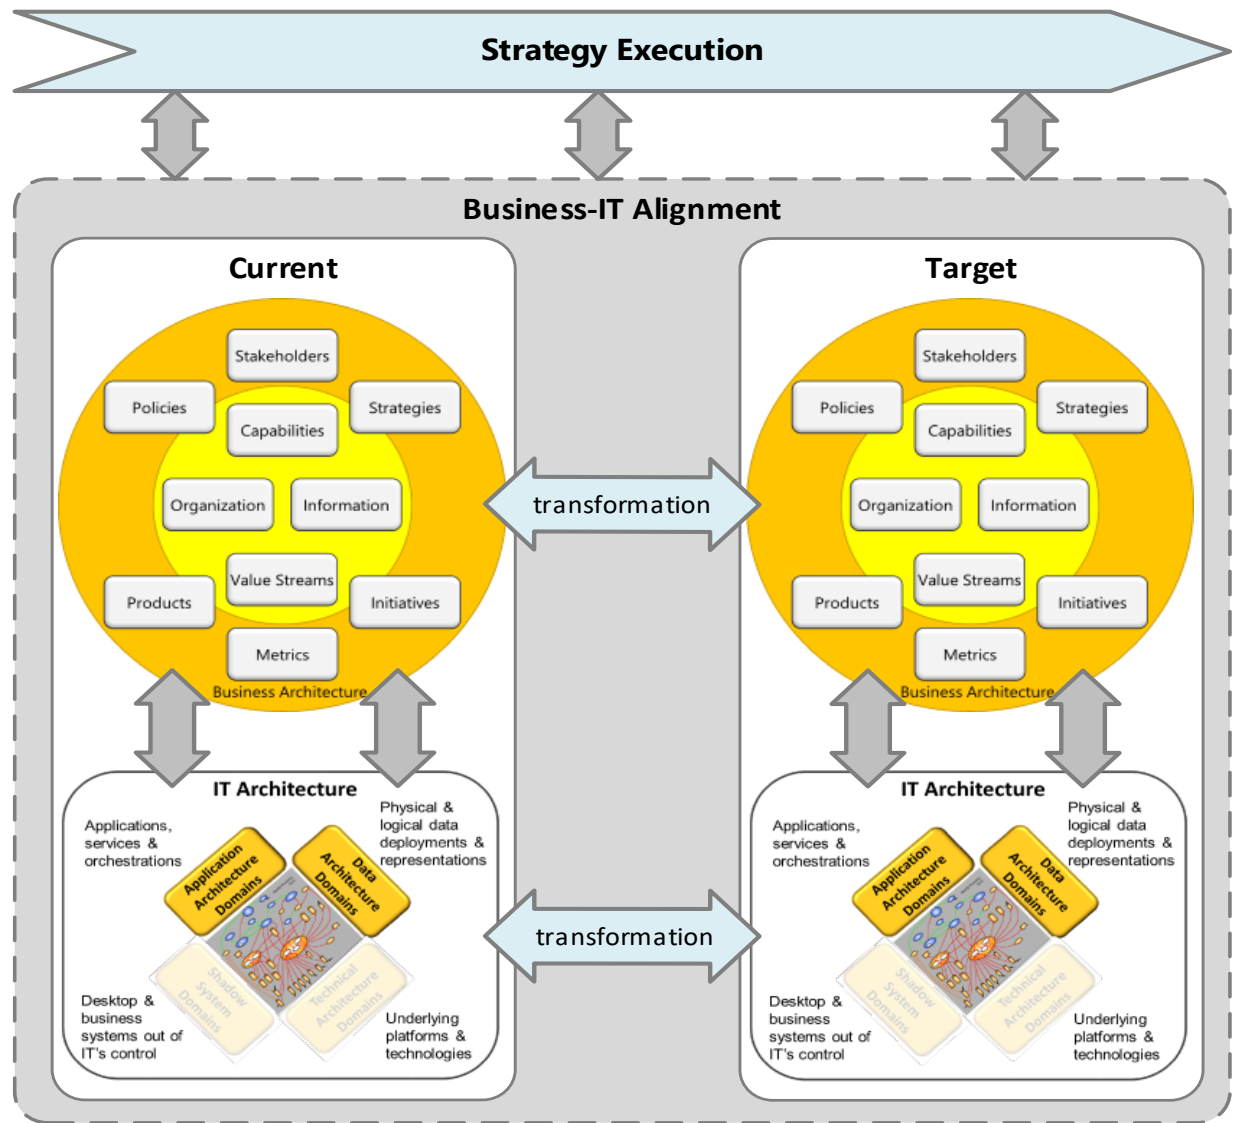 Strategy Execution
Business-IT Alignment
Current
Stakeholders
Policies
Strategies
Capabilities
Organization
Information
Value Streams
Products
Initiatives
Metrics
Business Architecture
IT Architecture
Applications,
services &
orchestrations
Physical &
logical data
deployments &
representations
Application
Architecture
Domains
Data
Architecture
Domains
Shadow
System
Domains
Technical
Architecture
Domains
Desktop &
business
systems out of
IT's control
Underlying
platforms &
technologies
transformation
transformation
Target
Stakeholders
Policies
Strategies
Capabilities
Organization
Information
Value Streams
Products
Initiatives
Metrics
Business Architecture
IT Architecture
Applications,
services &
orchestrations
Physical &
logical data
deployments &
representations
Application
Architecture
Domains
Data
Architecture
Domains
Shadow
System
Domains
Technical
Architecture
Domains
Desktop &
business
systems out of
IT's control
Underlying
platforms &
technologies